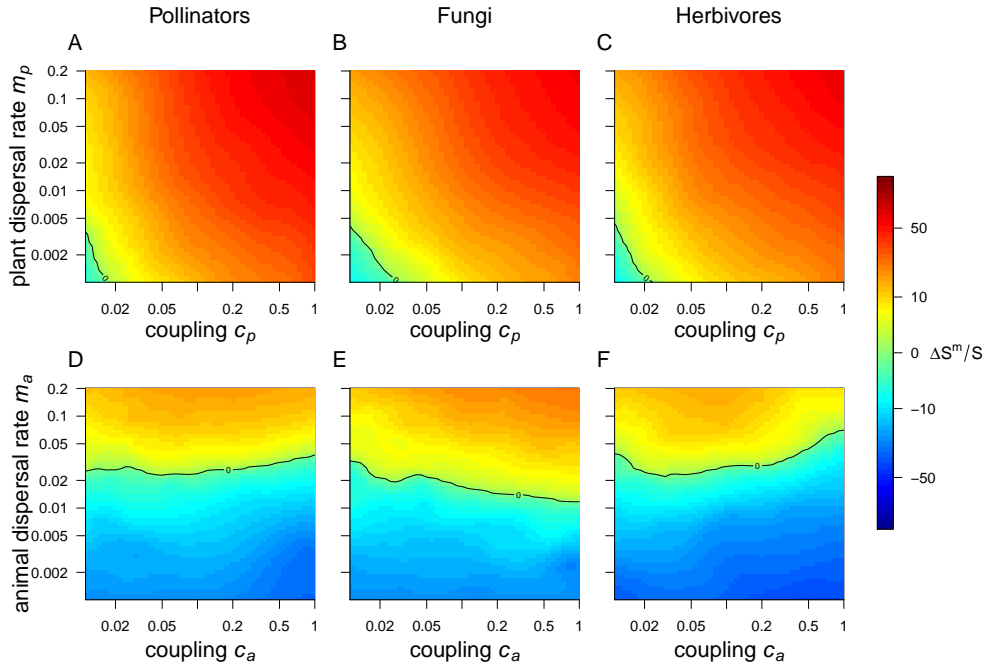 Pollinators Fungi Herbivores
A B C
plant dispersal rate m_p
0.2 0.1 0.05 0.02 0.01 0.005 0.002
0 0 0
0.02 0.05 0.2 0.5 1 0.02 0.05 0.2 0.5 1 0.02 0.05 0.2 0.5 1
coupling c_p coupling c_p coupling c_p
50
10
0 ΔS^m/S
−10
−50
D E F
animal dispersal rate m_a
0.2 0.1 0.05 0.02 0.01 0.005 0.002
0 0 0
0.02 0.05 0.2 0.5 1 0.02 0.05 0.2 0.5 1 0.02 0.05 0.2 0.5 1
coupling c_a coupling c_a coupling c_a